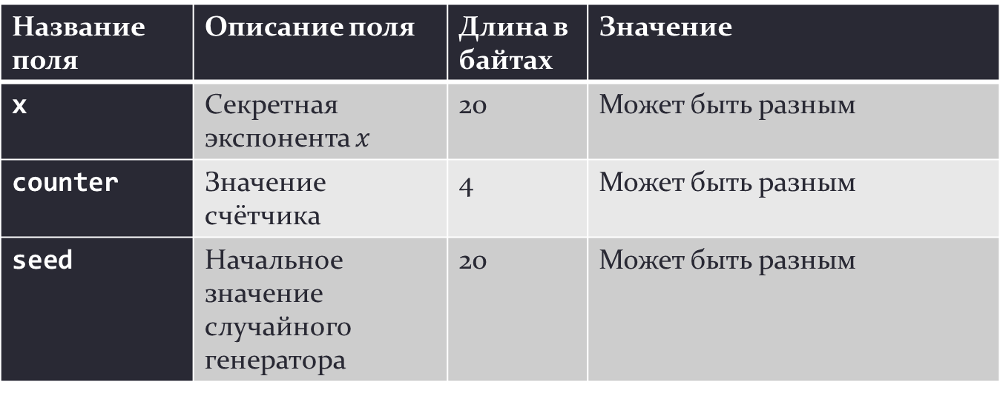 Название поля
Описание поля
Длина в байтах
Значение
x
Секретная
экспонента x
20
Может быть разным
counter
Значение
счётчика
4
Может быть разным
seed
Начальное
значение
случайного
генератора
20
Может быть разным